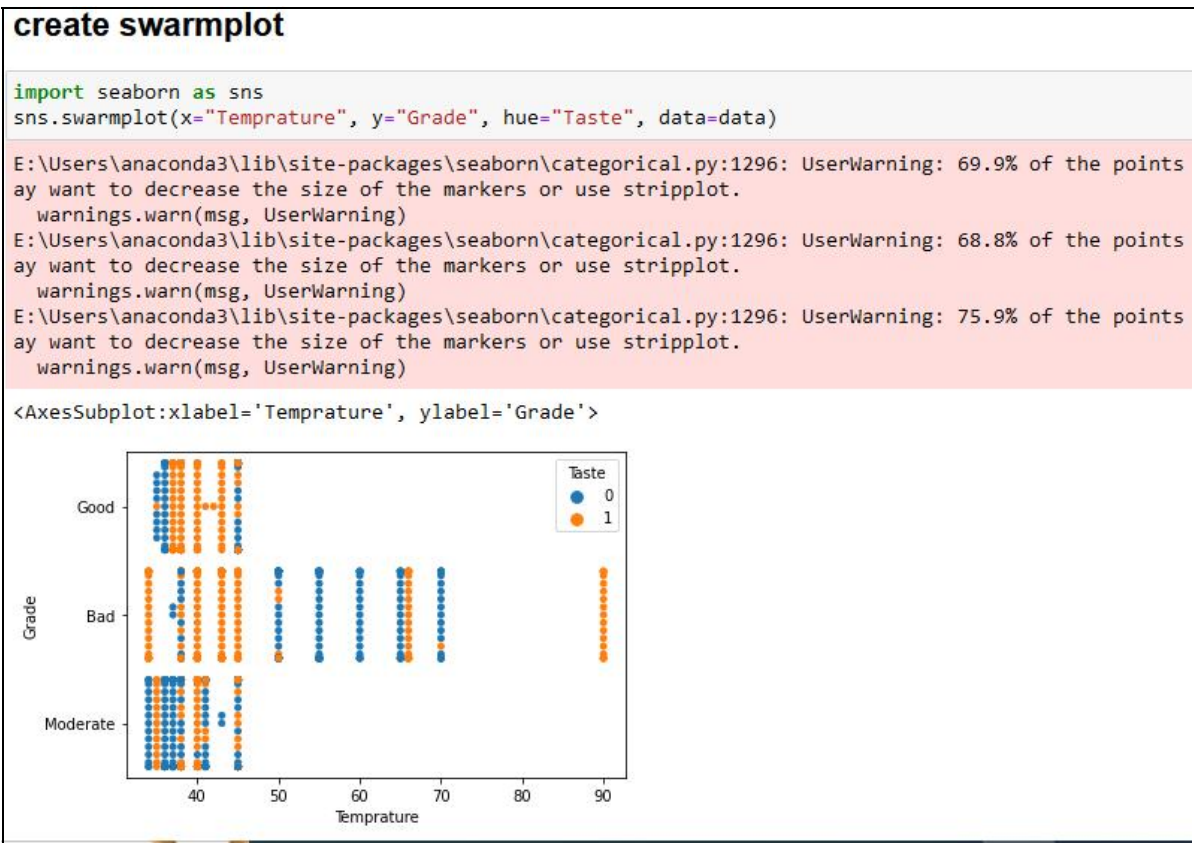 create swarmplot
import seaborn as sns
sns.swarmplot(x="Temprature", y="Grade", hue="Taste", data=data)
E:\Users\anaconda3\lib\site-packages\seaborn\categorical.py:1296: UserWarning: 69.9% of the points
ay want to decrease the size of the markers or use stripplot.
  warnings.warn(msg, UserWarning)
E:\Users\anaconda3\lib\site-packages\seaborn\categorical.py:1296: UserWarning: 68.8% of the points
ay want to decrease the size of the markers or use stripplot.
  warnings.warn(msg, UserWarning)
E:\Users\anaconda3\lib\site-packages\seaborn\categorical.py:1296: UserWarning: 75.9% of the points
ay want to decrease the size of the markers or use stripplot.
  warnings.warn(msg, UserWarning)
<AxesSubplot:xlabel='Temprature', ylabel='Grade'>
Taste
0
1
Good
Bad
Moderate
Grade
40 50 60 70 80 90
Temprature